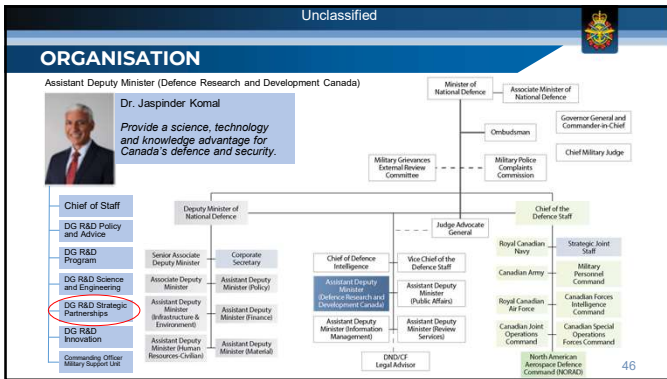 Unclassified
ORGANISATION
Assistant Deputy Minister (Defence Research and Development Canada)
Dr. Jaspinder Komal
Provide a science, technology
and knowledge advantage for
Canada's defence and security.
Chief of Staff
DG R&D Policy
and Advice
DG R&D
Program
DG R&D Science
and Engineering
DG R&D Strategic
Partnerships
DG R&D
Innovation
Commanding Officer
Military Support Unit
Minister of
National Defence
Associate Minister of
National Defence
Governor General and
Commander-in-Chief
Ombudsman
Chief Military Judge
Military Grievances
External Review
Committee
Military Police
Complaints
Commission
Deputy Minister of
National Defence
Chief of the
Defence Staff
Judge Advocate
General
Senior Associate
Deputy Minister
Corporate
Secretary
Associate Deputy
Minister
Assistant Deputy
Minister (Policy)
Assistant Deputy
Minister
(Infrastructure &
Environment)
Assistant Deputy
Minister (Finance)
Assistant Deputy
Minister (Human
Resources-Civilian)
Assistant Deputy
Minister (Material)
Chief of Defence
Intelligence
Vice Chief of the
Defence Staff
Assistant Deputy
Minister
(Defence Research and
Development Canada)
Assistant Deputy
Minister
(Public Affairs)
Assistant Deputy
Minister (Information
Management)
Assistant Deputy
Minister (Review
Services)
DND/CF
Legal Advisor
Royal Canadian
Navy
Strategic Joint
Staff
Canadian Army
Military
Personnel
Command
Royal Canadian
Air Force
Canadian Forces
Intelligence
Command
Canadian Joint
Operations
Command
Canadian Special
Operations
Forces Command
North American
Aerospace Defence
Command (NORAD)
46